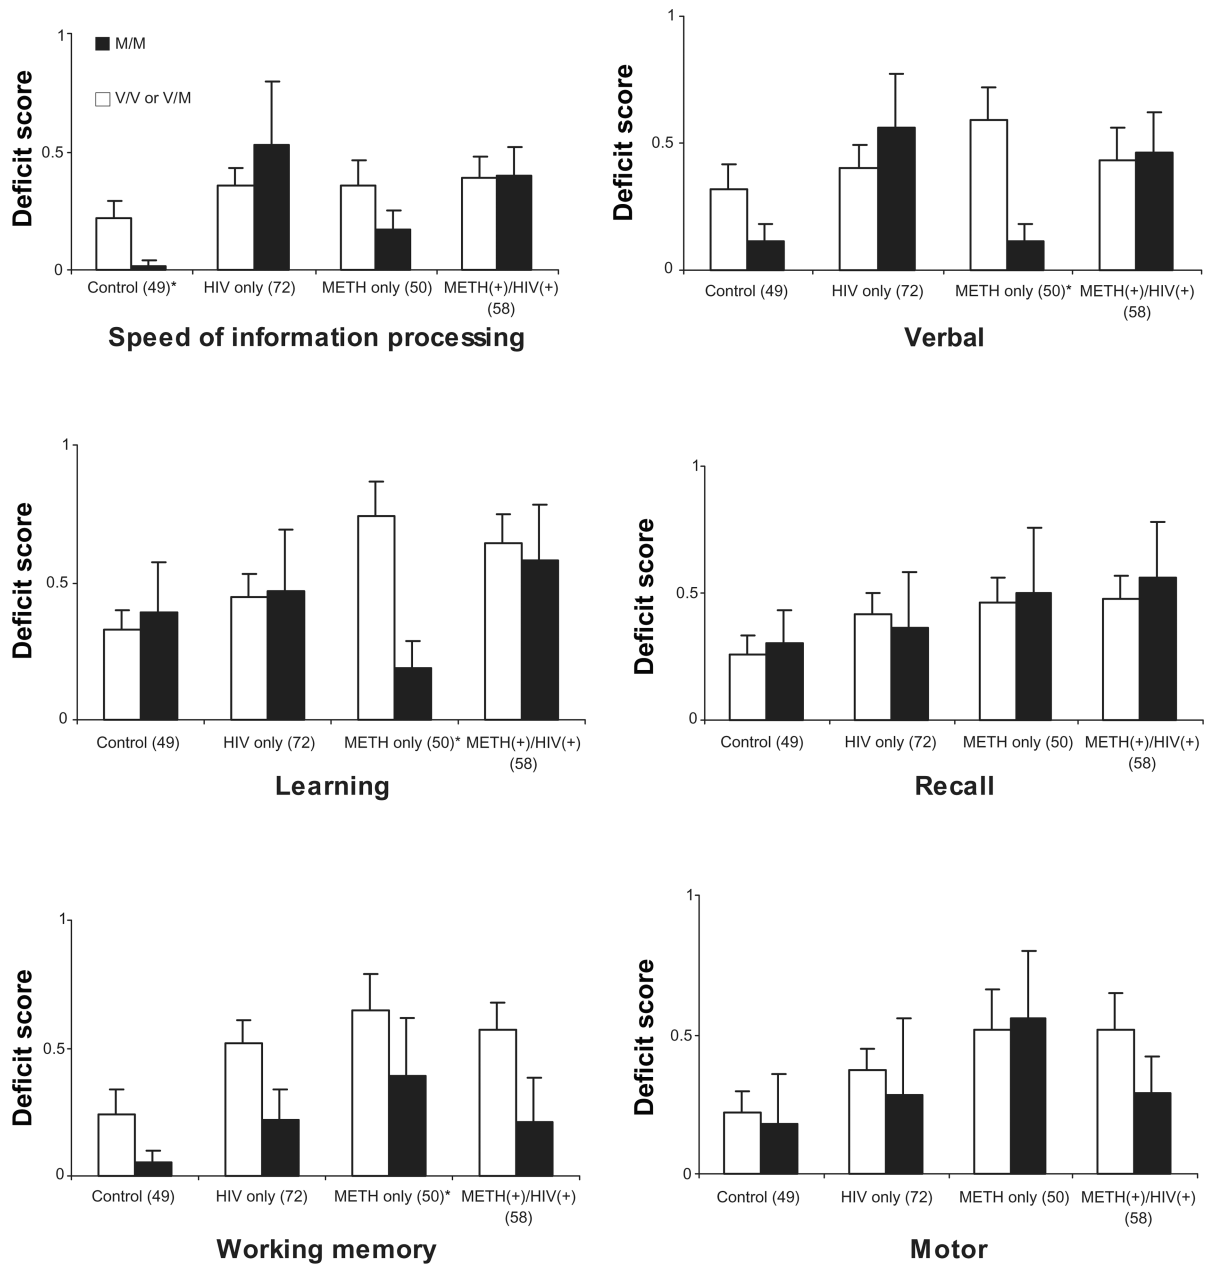 1
M/M
V/V or V/M
0.5
0
Deficit score
Control (49)*
HIV only (72)
METH only (50)
METH(+)/HIV(+)
(58)
Speed of information processing
1
0.5
0
Deficit score
Control (49)
HIV only (72)
METH only (50)*
METH(+)/HIV(+)
(58)
Verbal
1
0.5
0
Deficit score
Control (49)
HIV only (72)
METH only (50)*
METH(+)/HIV(+)
(58)
Learning
1
0.5
0
Deficit score
Control (49)
HIV only (72)
METH only (50)
METH(+)/HIV(+)
(58)
Recall
1
0.5
0
Deficit score
Control (49)
HIV only (72)
METH only (50)*
METH(+)/HIV(+)
(58)
Working memory
1
0.5
0
Deficit score
Control (49)
HIV only (72)
METH only (50)
METH(+)/HIV(+)
(58)
Motor